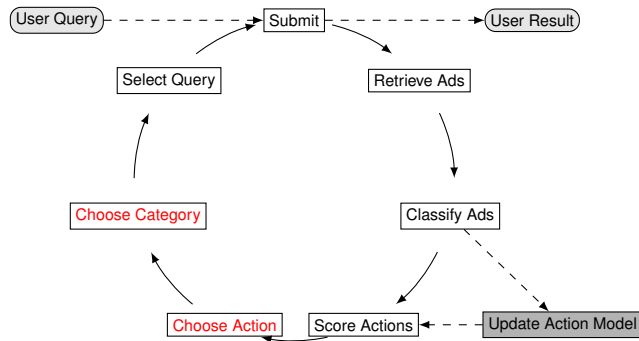 User Query
Submit
User Result
Select Query
Retrieve Ads
Choose Category
Classify Ads
Choose Action
Score Actions
Update Action Model